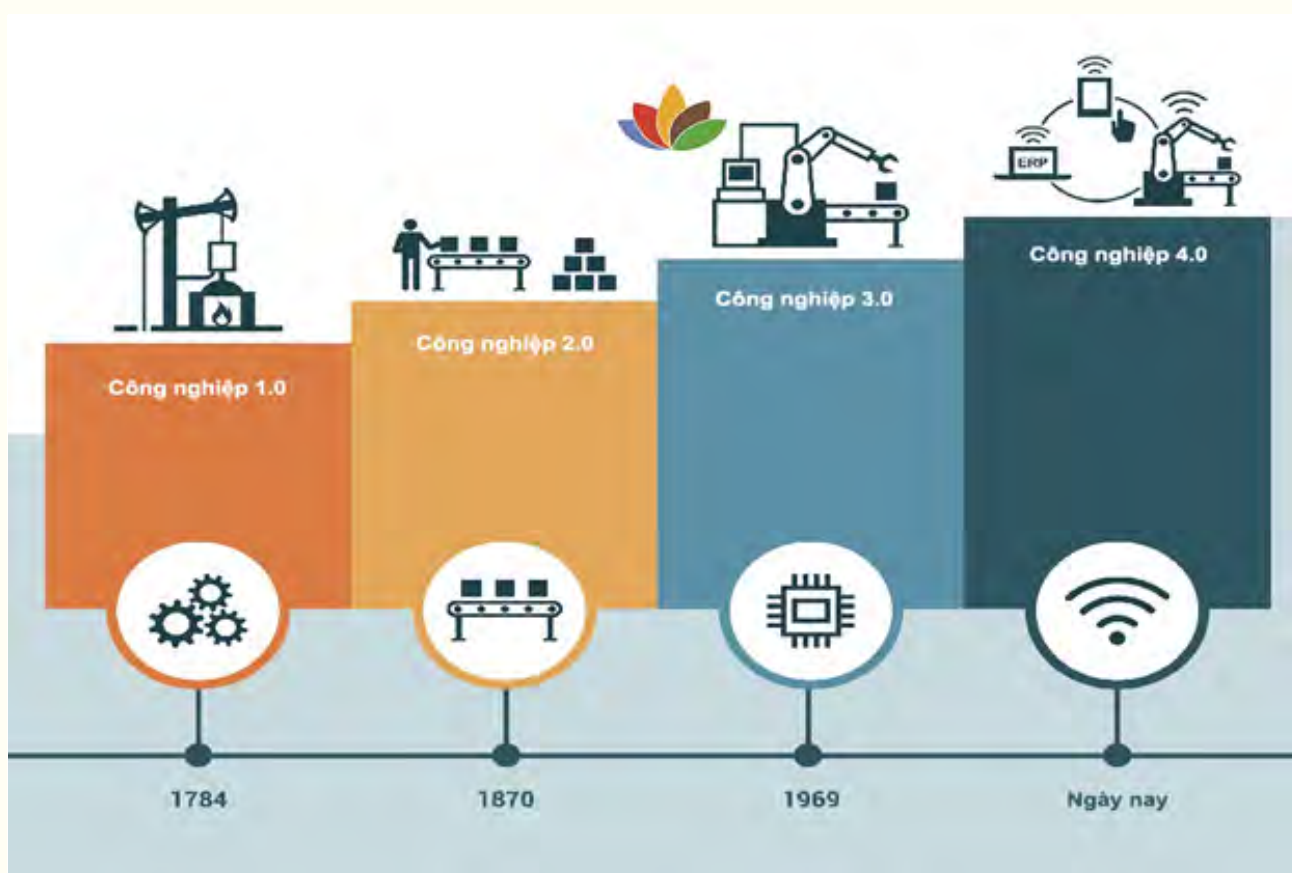 ERP
Công nghiệp 4.0
Công nghiệp 3.0
Công nghiệp 2.0
Công nghiệp 1.0
1784
1870
1969
Ngày nay